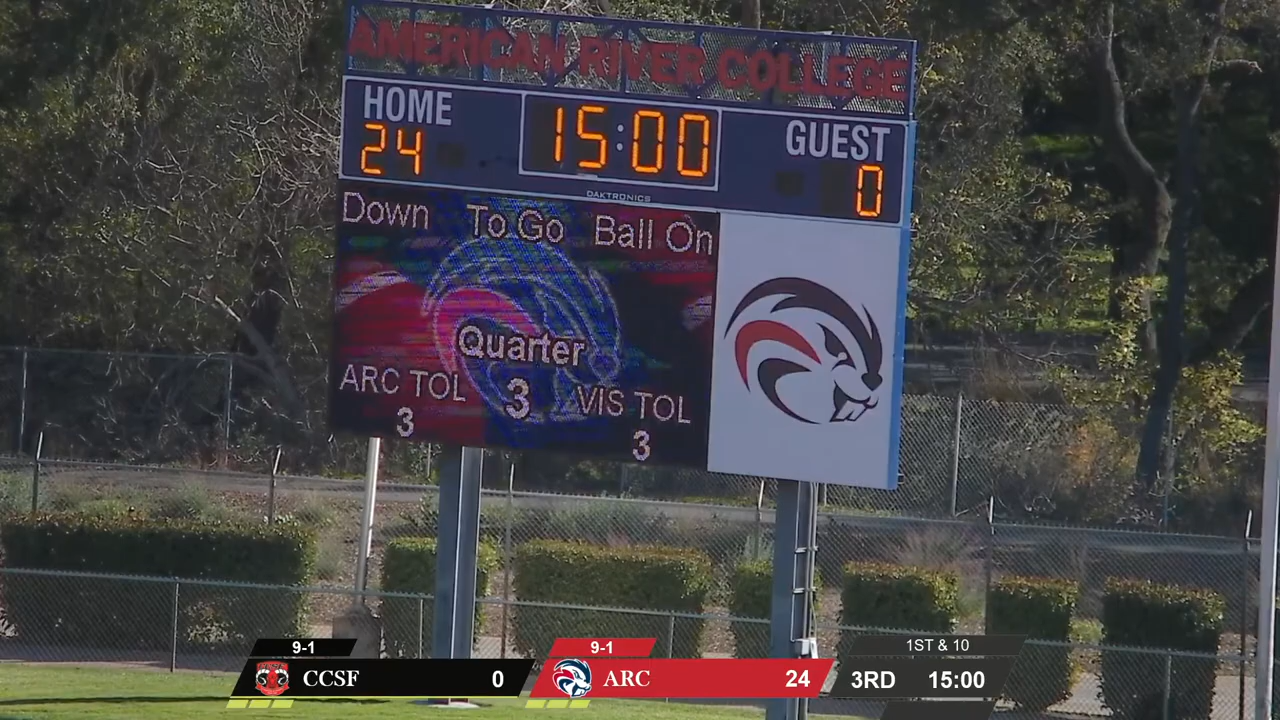 AMERICAN RIVER COLLEGE
HOME 15:00 GUEST
24 0
DAKTRONICS
Down To Go Ball On
Quarter
ARC TOL 3 VIS TOL
3 3
9-1 9-1 1ST & 10
CCSF 0 ARC 24 3RD 15:00